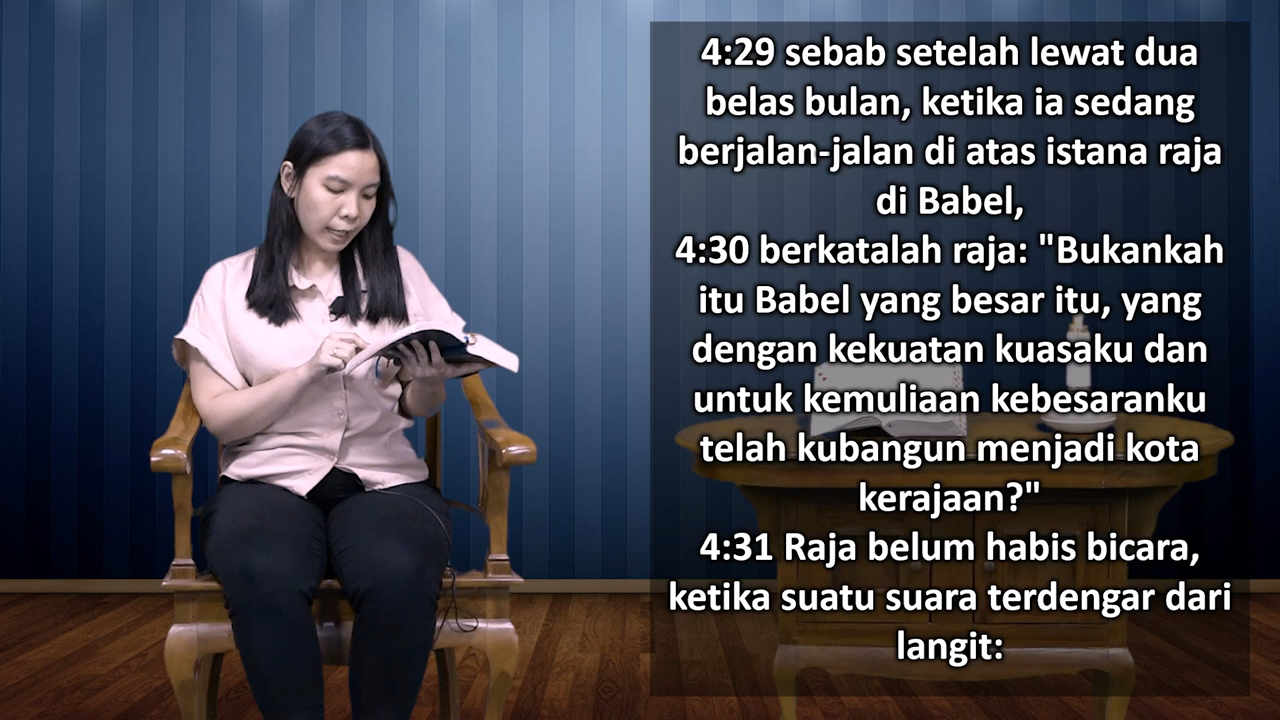 4:29 sebab setelah lewat dua
belas bulan, ketika ia sedang
berjalan-jalan di atas istana raja
di Babel,
4:30 berkatalah raja: "Bukankah
itu Babel yang besar itu, yang
dengan kekuatan kuasaku dan
untuk kemuliaan kebesaranku
telah kubangun menjadi kota
kerajaan?"
4:31 Raja belum habis bicara,
ketika suatu suara terdengar dari
langit: